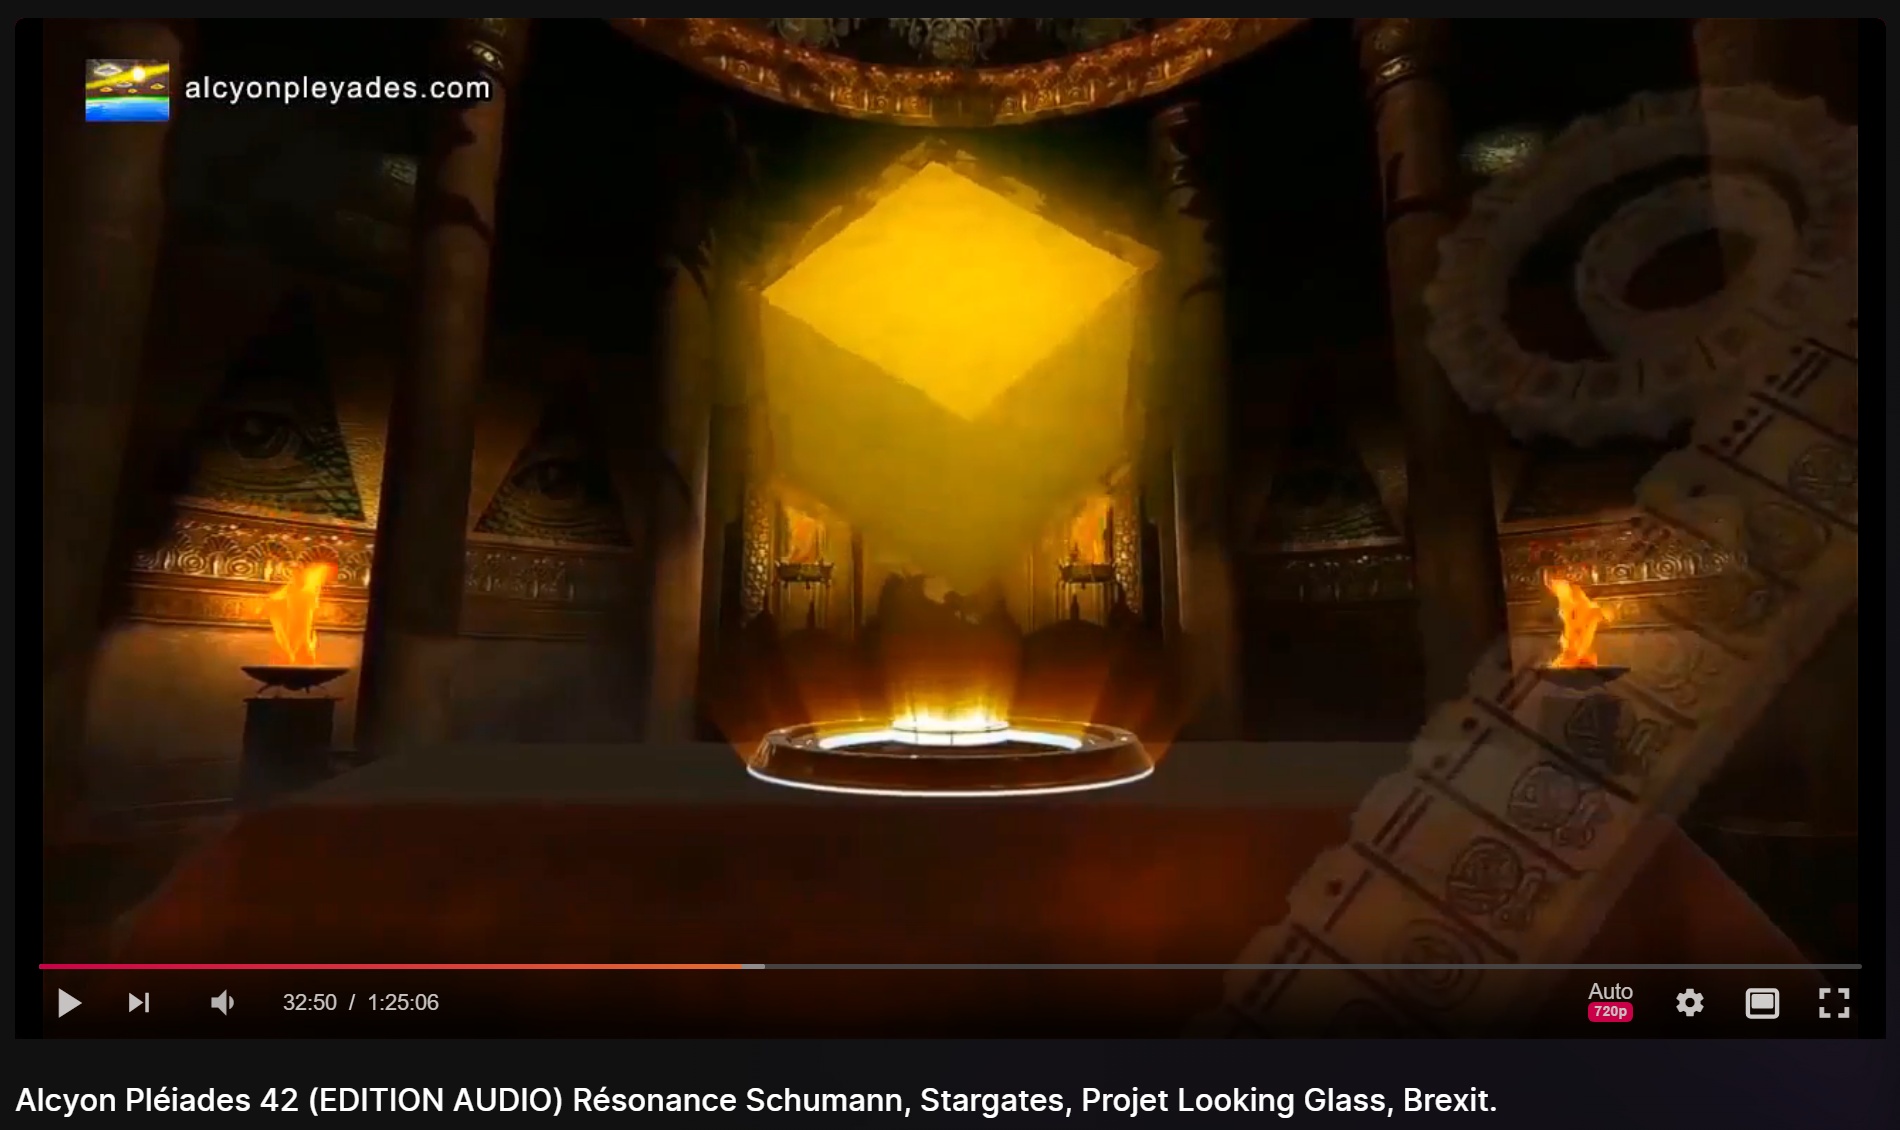 alcyonpleyades.com
32:50 / 1:25:06
Auto
720p
Alcyon Pléiades 42 (EDITION AUDIO) Résonance Schumann, Stargates, Projet Looking Glass, Brexit.